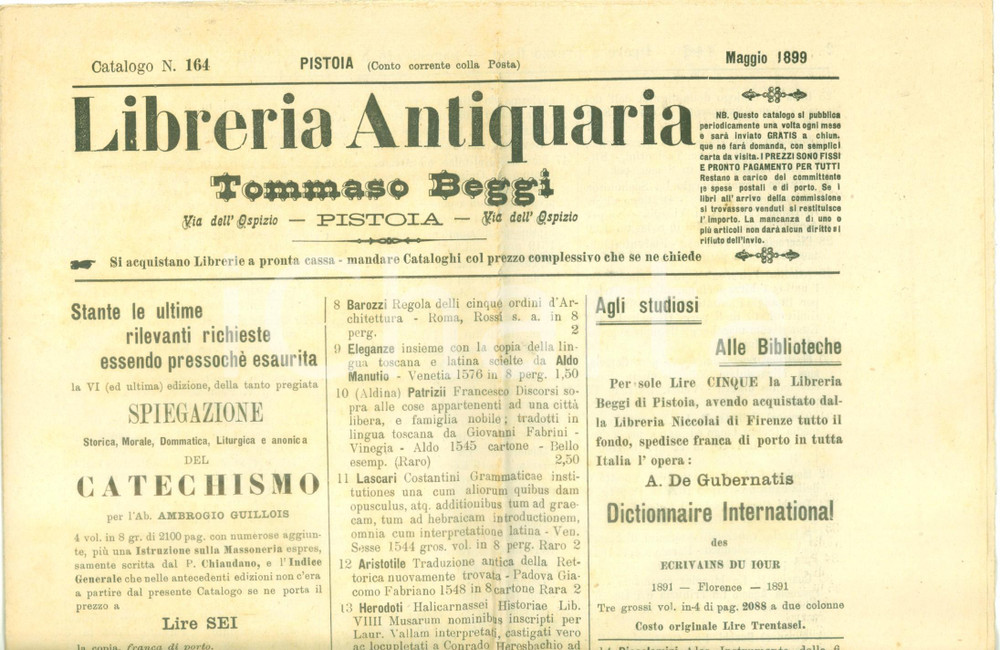 Catalogo N. 164
PISTOIA (Conto corrente colla Posta)
Maggio 1899
Libreria Antiquaria
Tommaso Beggi
Via dell' Ospizio — PISTOIA — Via dell' Ospizio
Si acquistano Librerie a pronta cassa - mandare Cataloghi col prezzo complessivo che se ne chiede
NB. Questo catalogo si pubblica
periodicamente una volta ogni mese
e sarà inviato GRATIS a chiun.
que ne farà domanda, con semplici
carta da visita. I PREZZI SONO FISSI
E PRONTO PAGAMENTO PER TUTTI
Restano a carico del committente
le spese postali e di porto. Se i
libri all' arrivo della commissione
si trovassero venduti si restituisce
l' importo. La mancanza di uno o
più articoli non darà alcun diritto al
rifiuto dell'invio.
Stante le ultime
rilevanti richieste
essendo pressochè esaurita
la VI (ed ultima) edizione, della tanto pregiata
SPIEGAZIONE
Storica, Morale, Dommatica, Liturgica e anonica
DEL
CATECHISMO
per l'Ab. AMBROGIO GUILLOIS
4 vol. in 8 gr. di 2100 pag. con numerose aggiun-
te, più una Istruzione sulla Massoneria espres,
samente scritta dal P. Chiaudano, e l'Indice
Generale che nelle antecedenti edizioni non c'era
a partire dal presente Catalogo se ne porta il
prezzo a
Lire SEI
la copia, franca di porto.
8 Barozzi Regola delli cinque ordini d'Ar-
chitettura - Roma, Rossi s. a. in 8
perg. 2
9 Eleganze insieme con la copia della lin-
gua toscana e latina scielte da Aldo
Manutio - Venetia 1576 in 8 perg. 1,50
10 (Aldina) Patrizii Francesco Discorsi so-
pra alle cose appartenenti ad una città
libera, e famiglia nobile; tradotti in
lingua toscana da Giovanni Fabrini -
Vinegia - Aldo 1545 cartone - Bello
esemp. (Raro) 2,50
11 Lascari Costantini Grammaticae insti-
tutiones una cum aliorum quibus dam
opusculus, atq. additionibus tum ad grae-
cam, tum ad hebraicam introductionem,
omnia cum interpretatione latina - Ven.
Sesse 1544 gros. vol. in 8 perg. Raro 2
12 Aristotile Traduzione antica della Ret-
torica nuovamente trovata - Padova Gia-
como Fabriano 1548 in 8 cartone Rara 2
13 Herodoti Halicarnassei Historiae Lib.
VIIII Musarum nominibus inscripti per
Laur. Vallam interpretati, castigati vero
ac locupletati a Conrado Heresbachio ad
Agli studiosi
Alle Biblioteche
Per sole Lire CINQUE la Libreria
Beggi di Pistoia, avendo acquistato dal-
la Libreria Niccolai di Firenze tutto il
fondo, spedisce franca di porto in tutta
Italia l' opera :
A. De Gubernatis
Dictionnaire International
des
ECRIVAINS DU JOUR
1891 — Florence — 1891
Tre grossi vol. in-4 di pag. 2088 a due colonne
Costo originale Lire Trentasei.